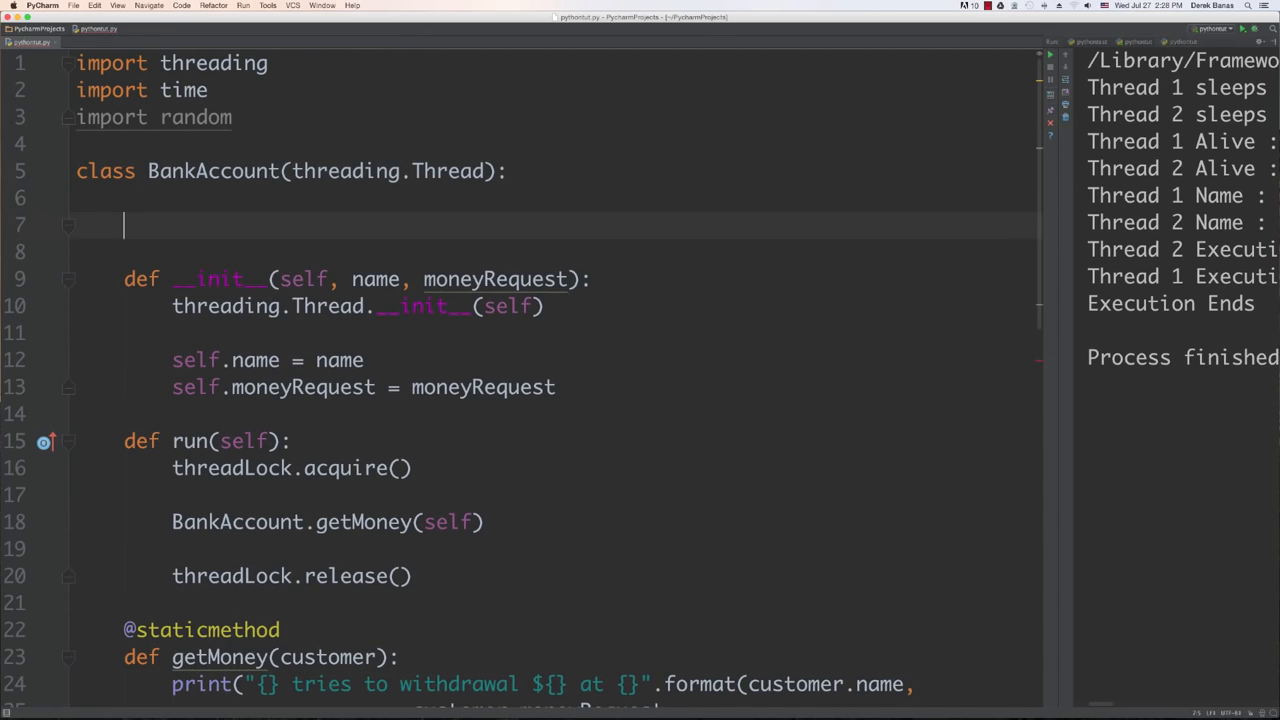 PyCharm File Edit View Navigate Code Refactor Run Tools VCS Window Help 10 Wed Jul 27 2:28 PM Derek Banas
pythontut.py - PycharmProjects - [~/PycharmProjects]
PycharmProjects pythontut.py pythontut
pythontut.py Run: pythontut pythontut pythontut
1 import threading
2 import time
3 import random
4
5 class BankAccount(threading.Thread):
6
7
8
9 def __init__(self, name, moneyRequest):
10 threading.Thread.__init__(self)
11
12 self.name = name
13 self.moneyRequest = moneyRequest
14
15 def run(self):
16 threadLock.acquire()
17
18 BankAccount.getMoney(self)
19
20 threadLock.release()
21
22 @staticmethod
23 def getMoney(customer):
24 print("{} tries to withdrawal ${} at {}".format(customer.name,
customer.moneyRequest
/Library/Framewo
Thread 1 sleeps
Thread 2 sleeps
Thread 1 Alive :
Thread 2 Alive :
Thread 1 Name :
Thread 2 Name :
Thread 2 Executi
Thread 1 Executi
Execution Ends
Process finished
7:5 LF UTF-8